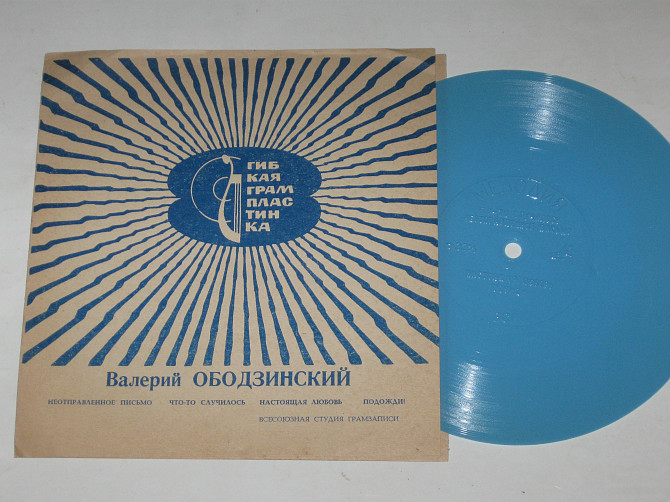 ГИБ
КАЯ
ГРАМ
ПЛАС
ТИН
КА
Валерий ОБОДЗИНСКИЙ
НЕОТПРАВЛЕННОЕ ПИСЬМО ЧТО-ТО СЛУЧИЛОСЬ НАСТОЯЩАЯ ЛЮБОВЬ ПОДОЖДИ!
ВСЕСОЮЗНАЯ СТУДИЯ ГРАМЗАПИСИ